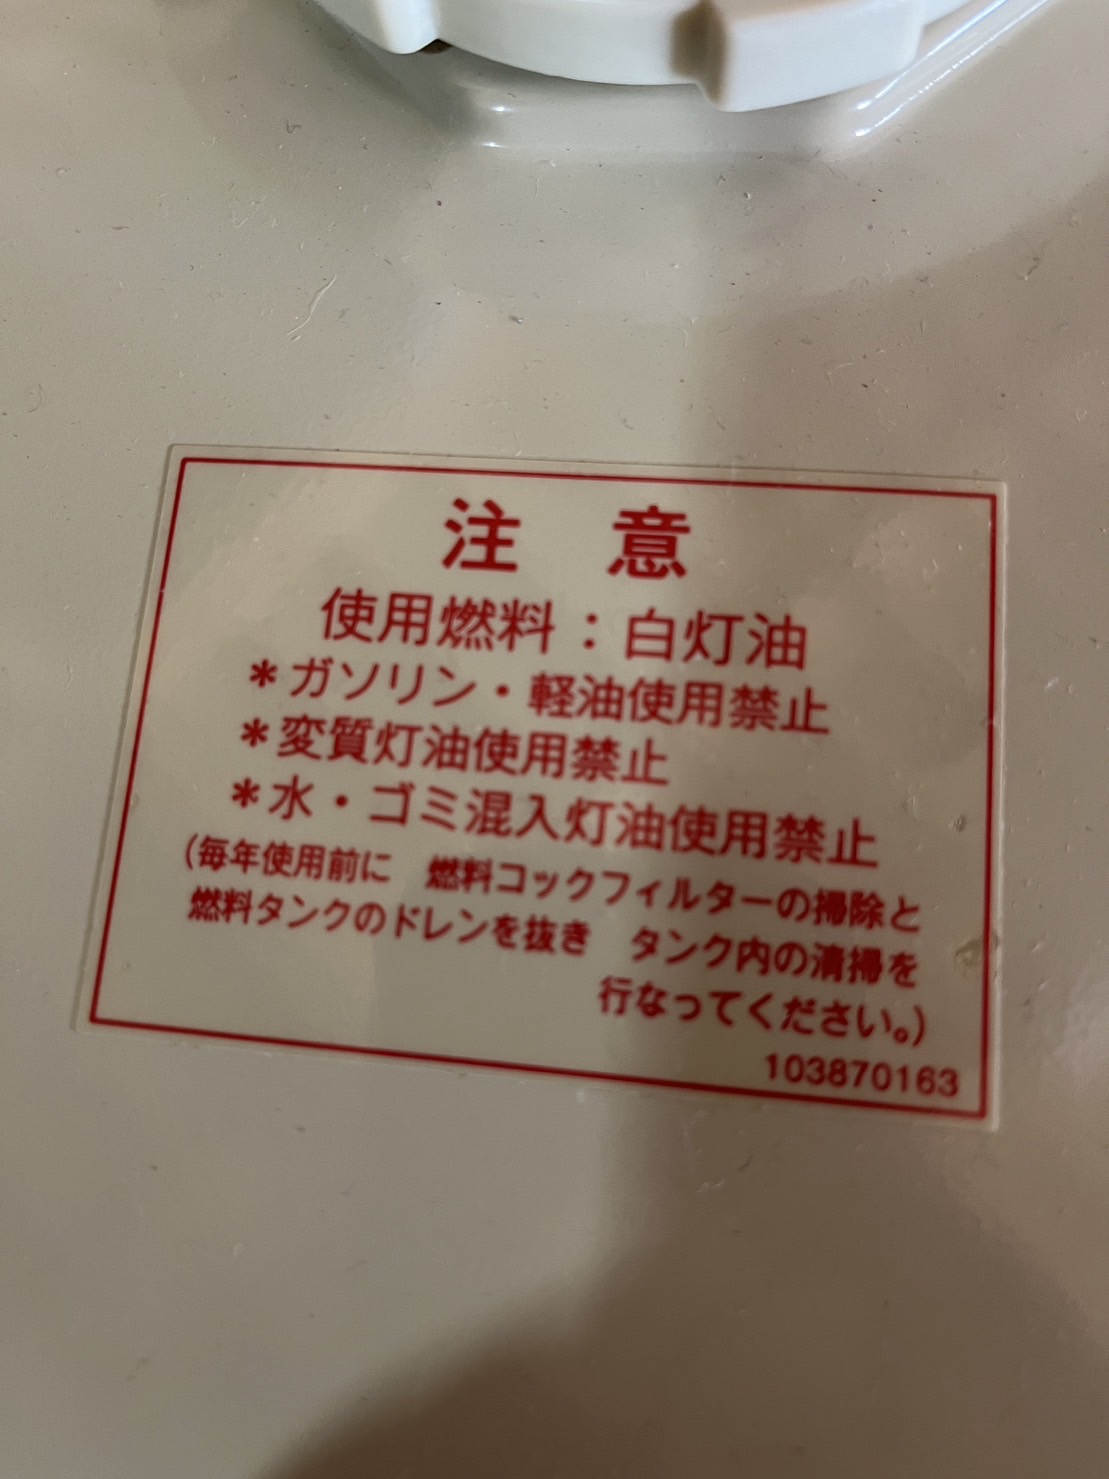 注　意
使用燃料：白灯油
＊ガソリン・軽油使用禁止
＊変質灯油使用禁止
＊水・ゴミ混入灯油使用禁止
(毎年使用前に　燃料コックフィルターの掃除と
燃料タンクのドレンを抜き　タンク内の清掃を
行なってください。)
103870163